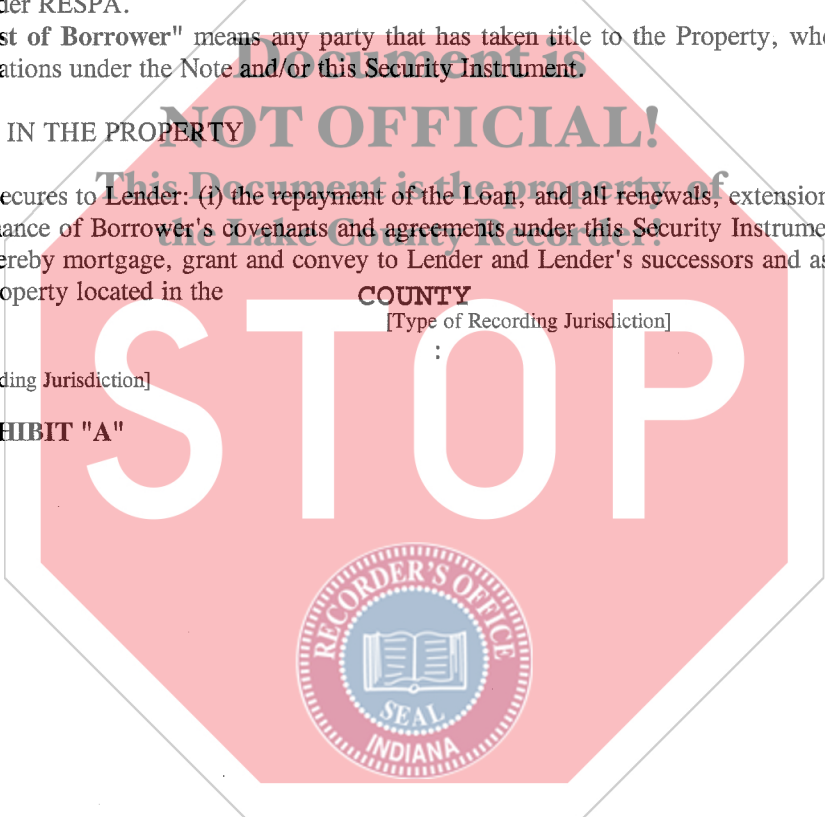 der RESPA.
st of Borrower" means any party that has taken title to the Property, whe
ations under the Note and/or this Security Instrument.
Document is
NOT OFFICIAL!
IN THE PROPERTY
This Document is the property of
the Lake County Recorder!
ecures to Lender: (i) the repayment of the Loan, and all renewals, extension
ance of Borrower's covenants and agreements under this Security Instrume
ereby mortgage, grant and convey to Lender and Lender's successors and as
operty located in the COUNTY
[Type of Recording Jurisdiction]
:
ding Jurisdiction]
HIBIT "A"
STOP
RECORDER'S OFFICE
SEAL
INDIANA